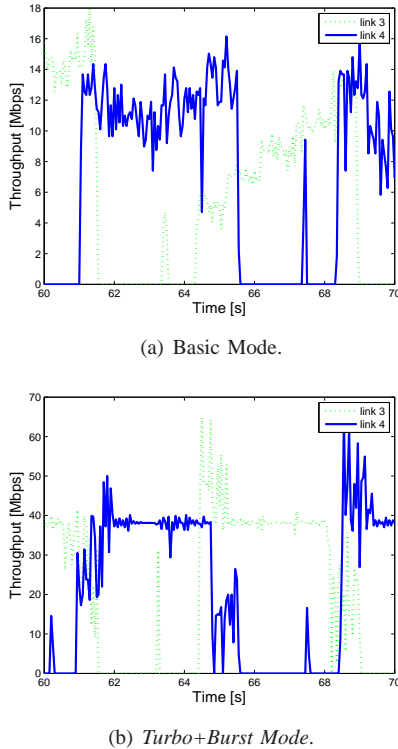 18
16
14
12
10
8
6
4
2
0
Throughput [Mbps]
link 3
link 4
60 62 64 66 68 70
Time [s]
(a) Basic Mode.
70
60
50
40
30
20
10
0
Throughput [Mbps]
link 3
link 4
60 62 64 66 68 70
Time [s]
(b) Turbo+Burst Mode.